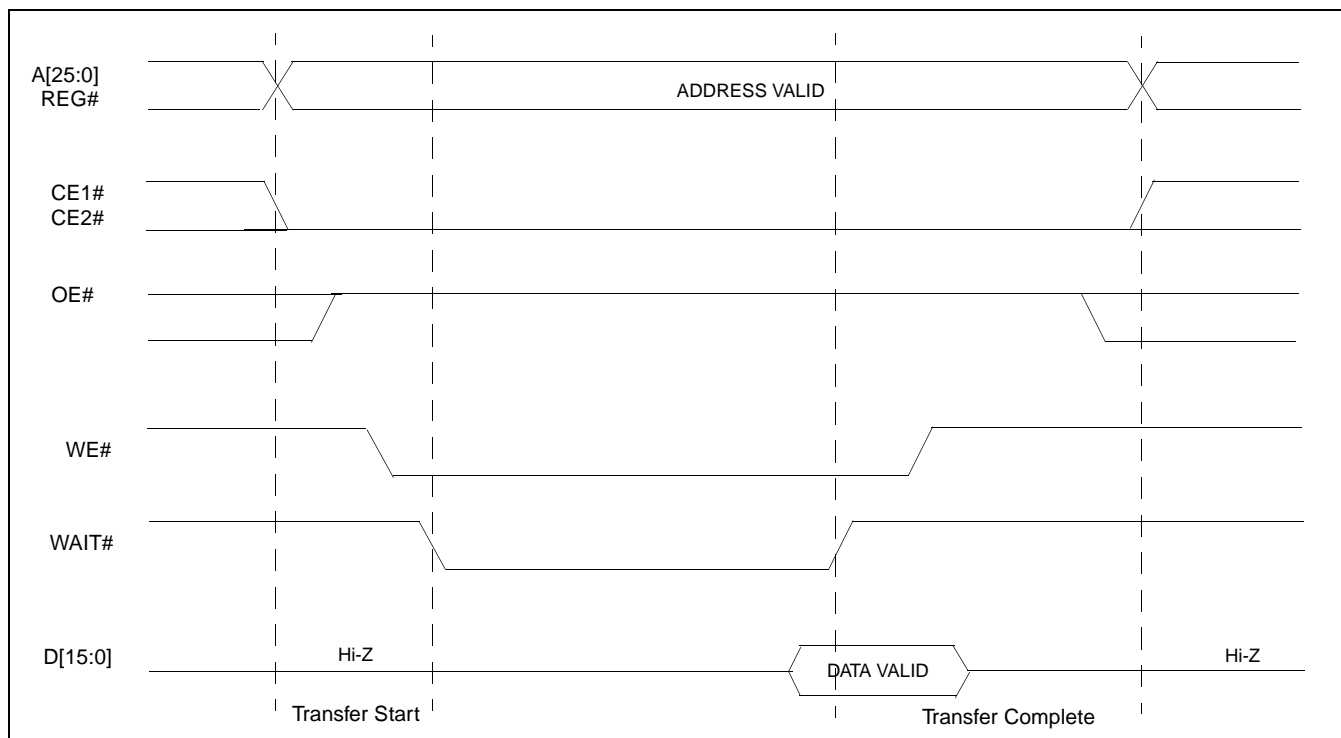 A[25:0]
REG#
ADDRESS VALID
CE1#
CE2#
OE#
WE#
WAIT#
D[15:0]
Hi-Z
DATA VALID
Hi-Z
Transfer Start
Transfer Complete